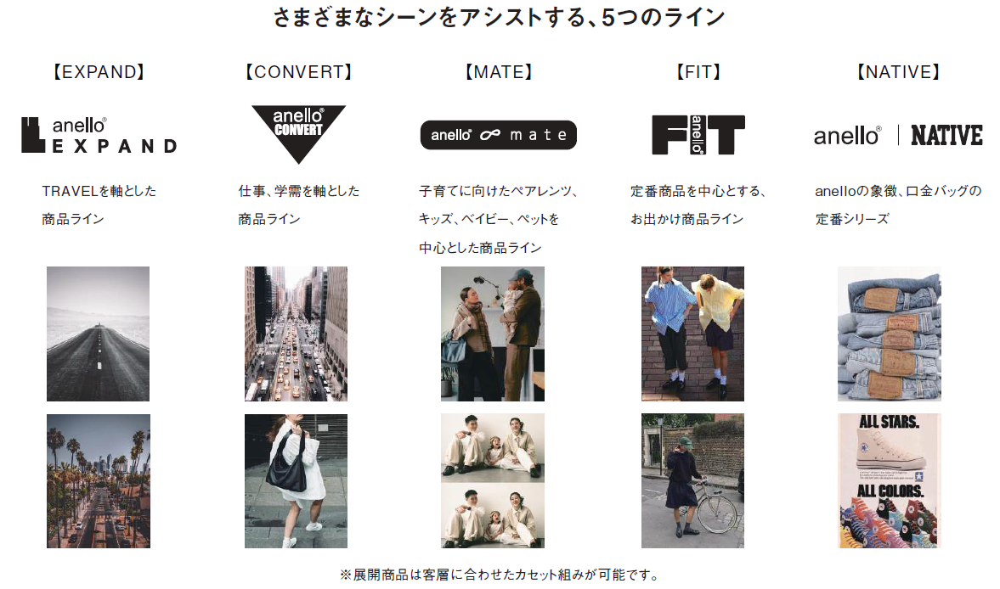 さまざまなシーンをアシストする、5つのライン
【EXPAND】
【CONVERT】
【MATE】
【FIT】
【NATIVE】
anello®
EXPAND
anello®
CONVERT
anello® mate
FIT
anello®
anello® | NATIVE
TRAVELを軸とした
商品ライン
仕事、学需を軸とした
商品ライン
子育てに向けたペアレンツ、
キッズ、ベイビー、ペットを
中心とした商品ライン
定番商品を中心とする、
お出かけ商品ライン
anelloの象徴、口金バッグの
定番シリーズ
ALL STARS.
ALL COLORS.
※展開商品は客層に合わせたカセット組みが可能です。